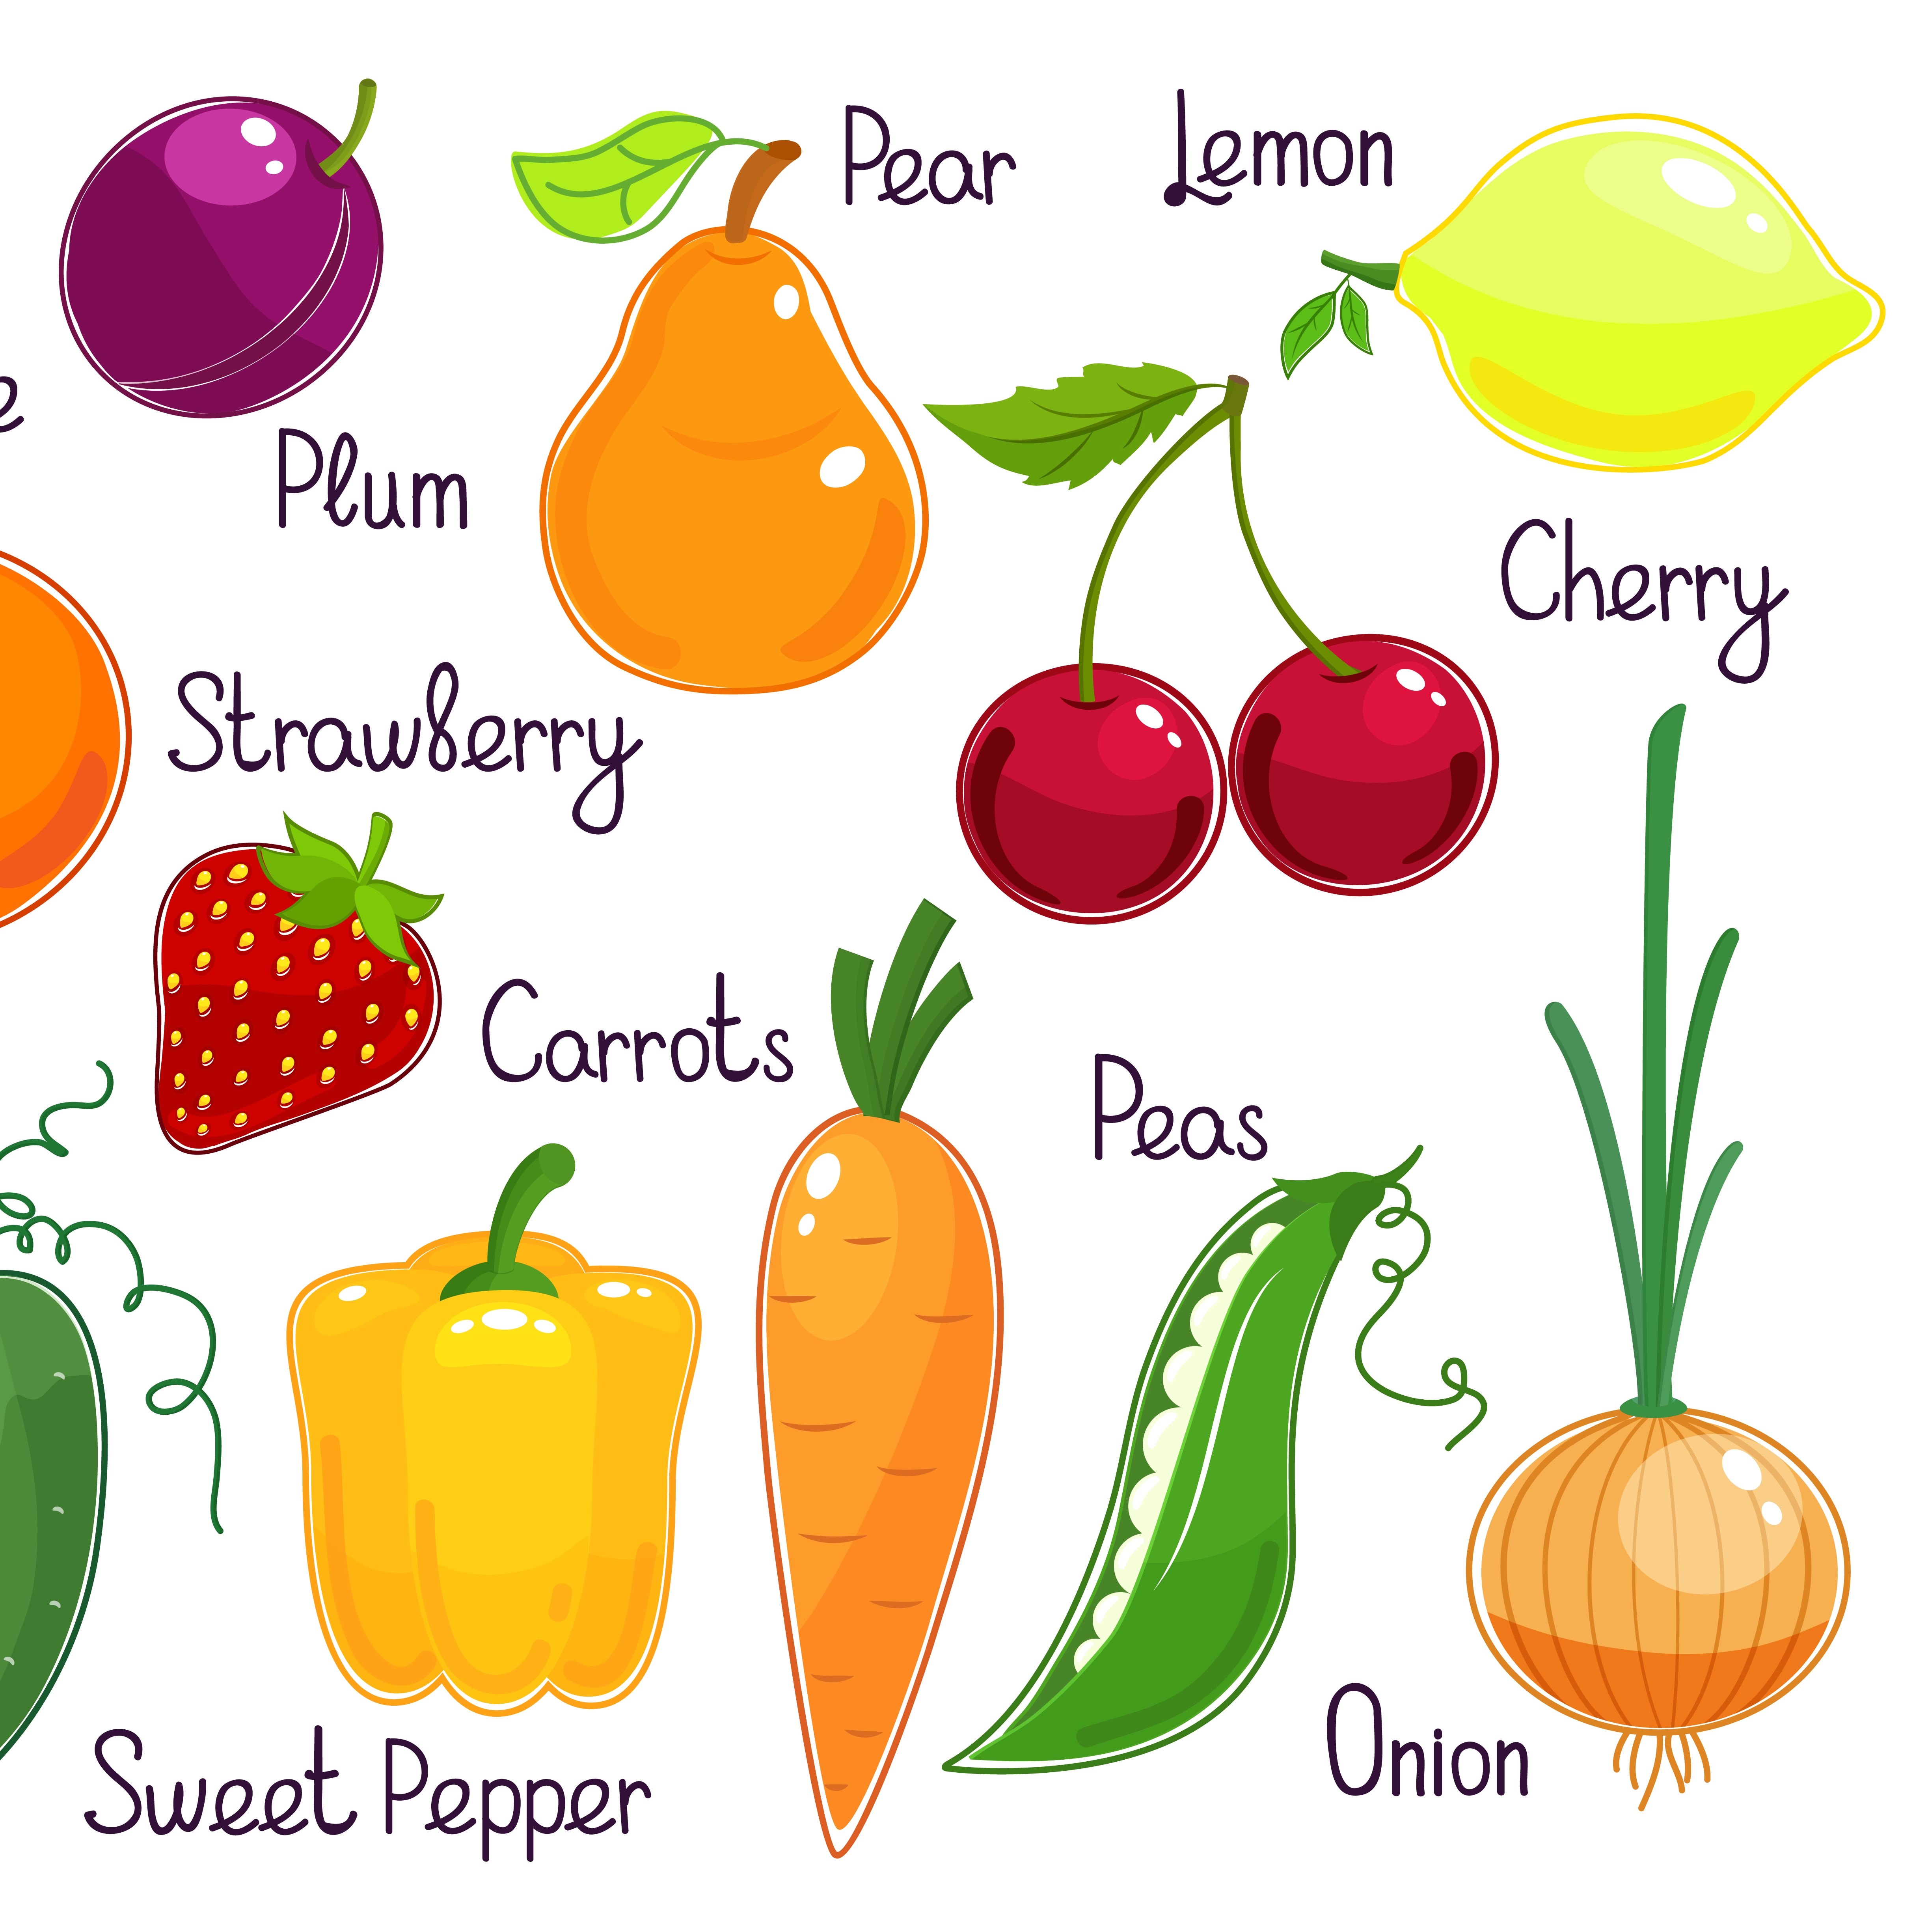 Pear
Lemon
Plum
Cherry
Strawberry
Carrots
Peas
Onion
Sweet Pepper